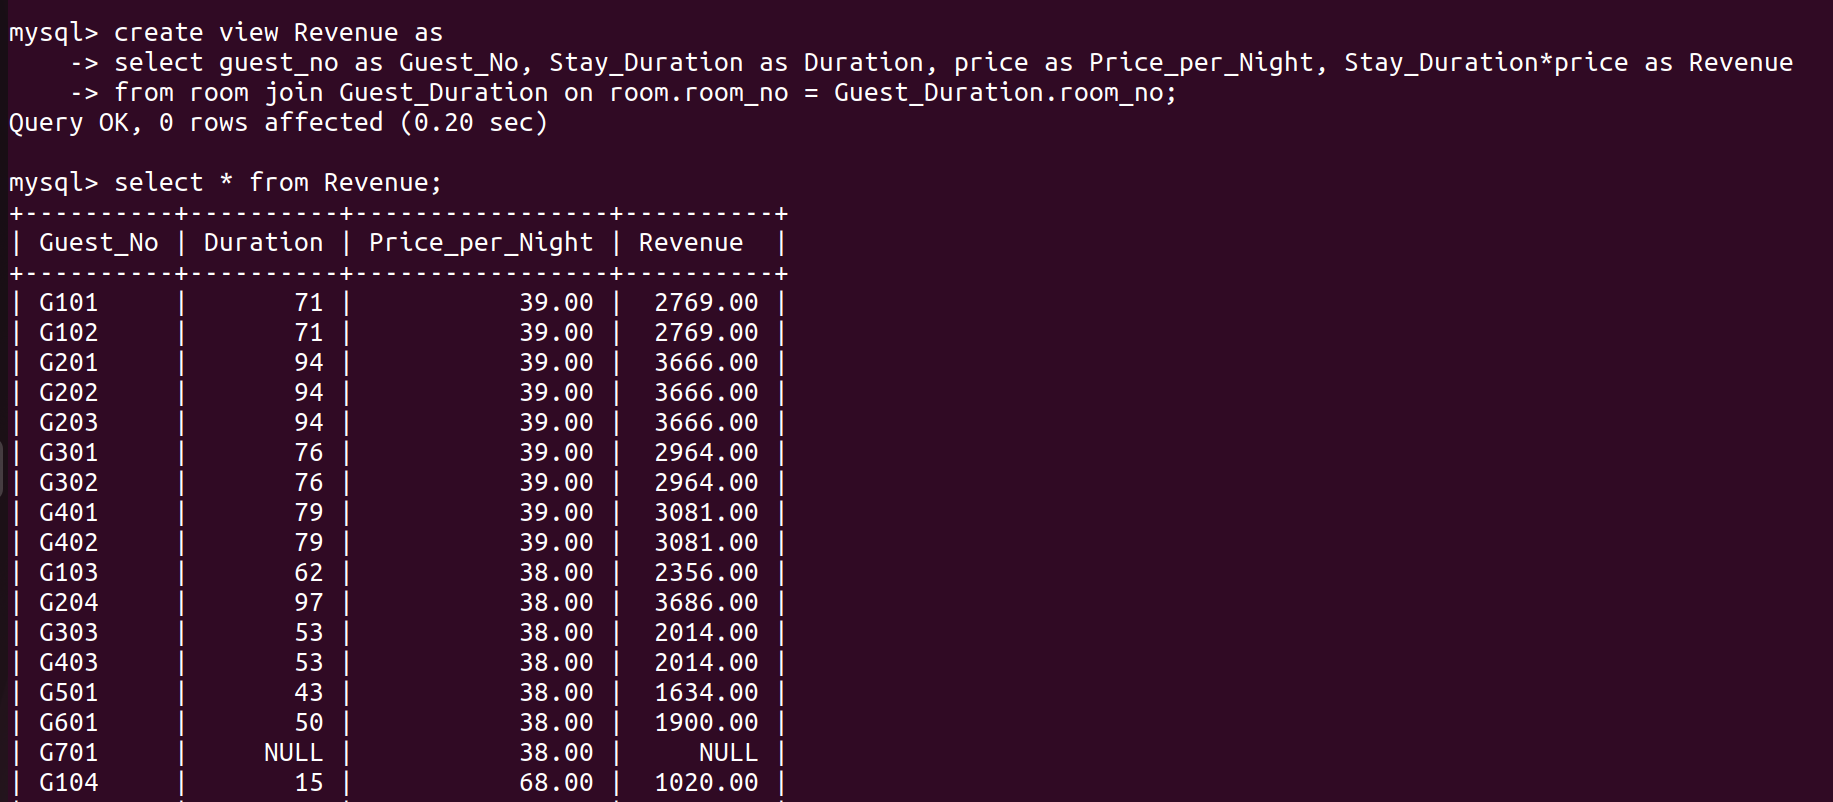 mysql> create view Revenue as
    -> select guest_no as Guest_No, Stay_Duration as Duration, price as Price_per_Night, Stay_Duration*price as Revenue
    -> from room join Guest_Duration on room.room_no = Guest_Duration.room_no;
Query OK, 0 rows affected (0.20 sec)

mysql> select * from Revenue;
+----------+----------+-----------------+----------+
| Guest_No | Duration | Price_per_Night | Revenue  |
+----------+----------+-----------------+----------+
| G101     |       71 |           39.00 |  2769.00 |
| G102     |       71 |           39.00 |  2769.00 |
| G201     |       94 |           39.00 |  3666.00 |
| G202     |       94 |           39.00 |  3666.00 |
| G203     |       94 |           39.00 |  3666.00 |
| G301     |       76 |           39.00 |  2964.00 |
| G302     |       76 |           39.00 |  2964.00 |
| G401     |       79 |           39.00 |  3081.00 |
| G402     |       79 |           39.00 |  3081.00 |
| G103     |       62 |           38.00 |  2356.00 |
| G204     |       97 |           38.00 |  3686.00 |
| G303     |       53 |           38.00 |  2014.00 |
| G403     |       53 |           38.00 |  2014.00 |
| G501     |       43 |           38.00 |  1634.00 |
| G601     |       50 |           38.00 |  1900.00 |
| G701     |     NULL |           38.00 |     NULL |
| G104     |       15 |           68.00 |  1020.00 |